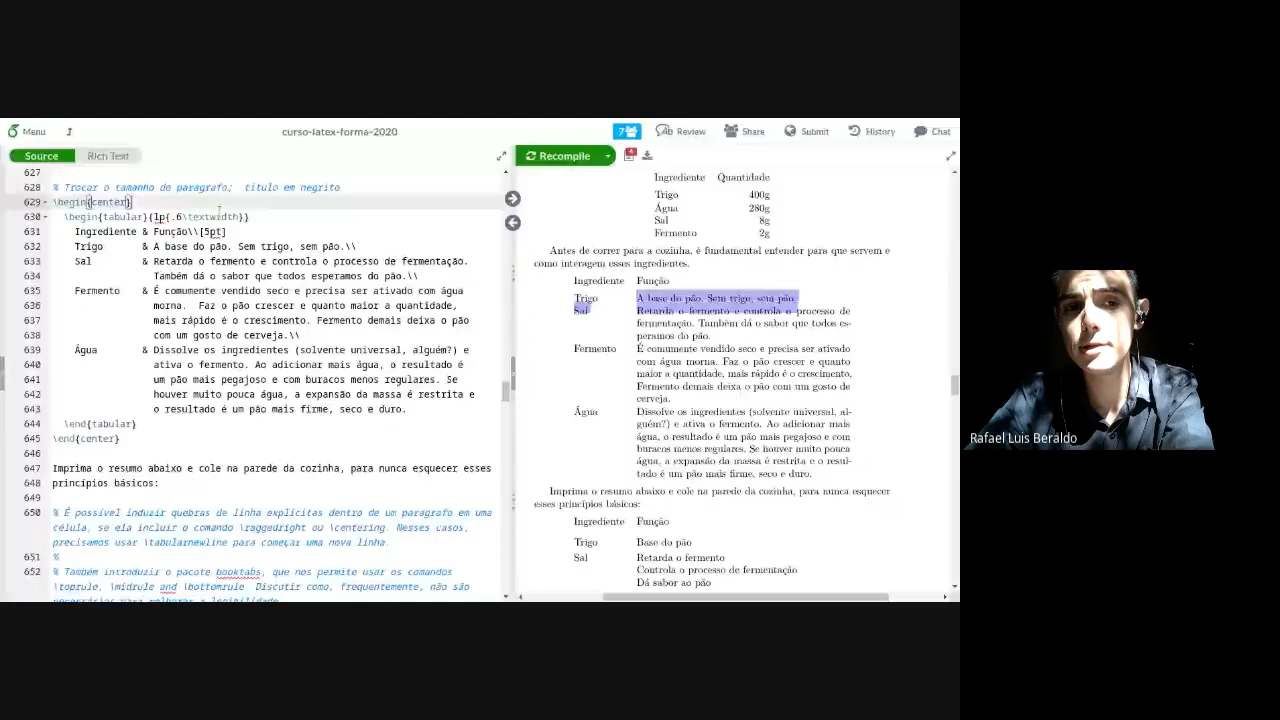 Menu
curso-latex-forma-2020
7
Review
Share
Submit
History
Chat
Source
Rich Text
Recompile
4
627
628 % Trocar o tamanho do parágrafo; título em negrito
629 \begin{center}
630 \begin{tabular}{lp{.6\textwidth}}
631 Ingrediente & Função\\[5pt]
632 Trigo & A base do pão. Sem trigo, sem pão.\\
633 Sal & Retarda o fermento e controla o processo de fermentação.
634 Também dá o sabor que todos esperamos do pão.\\
635 Fermento & É comumente vendido seco e precisa ser ativado com água
636 morna. Faz o pão crescer e quanto maior a quantidade,
637 mais rápido é o crescimento. Fermento demais deixa o pão
638 com um gosto de cerveja.\\
639 Água & Dissolve os ingredientes (solvente universal, alguém?) e
640 ativa o fermento. Ao adicionar mais água, o resultado é
641 um pão mais pegajoso e com buracos menos regulares. Se
642 houver muito pouca água, a expansão da massa é restrita e
643 o resultado é um pão mais firme, seco e duro.
644 \end{tabular}
645 \end{center}
646
647 Imprima o resumo abaixo e cole na parede da cozinha, para nunca esquecer esses
648 princípios básicos:
649
650 % É possível induzir quebras de linha explícitas dentro de um parágrafo em uma
célula, se ela incluir o comando \raggedright ou \centering. Nesses casos,
precisamos usar \tabularnewline para começar uma nova linha.
651 %
652 % Também introduzir o pacote booktabs, que nos permite usar os comandos
\toprule, \midrule and \bottomrule. Discutir como, frequentemente, não são
necessários para melhorar a legibilidade
Ingrediente Quantidade
Trigo 400g
Água 280g
Sal 8g
Fermento 2g
Antes de correr para a cozinha, é fundamental entender para que servem e
como interagem esses ingredientes.
Ingrediente Função
Trigo A base do pão. Sem trigo, sem pão.
Sal Retarda o fermento e controla o processo de
fermentação. Também dá o sabor que todos es-
peramos do pão.
Fermento É comumente vendido seco e precisa ser ativado
com água morna. Faz o pão crescer e quanto
maior a quantidade, mais rápido é o crescimento.
Fermento demais deixa o pão com um gosto de
cerveja.
Água Dissolve os ingredientes (solvente universal, al-
guém?) e ativa o fermento. Ao adicionar mais
água, o resultado é um pão mais pegajoso e com
buracos menos regulares. Se houver muito pouca
água, a expansão da massa é restrita e o resul-
tado é um pão mais firme, seco e duro.
Imprima o resumo abaixo e cole na parede da cozinha, para nunca esquecer
esses princípios básicos:
Ingrediente Função
Trigo Base do pão
Sal Retarda o fermento
Controla o processo de fermentação
Dá sabor ao pão
Rafael Luis Beraldo